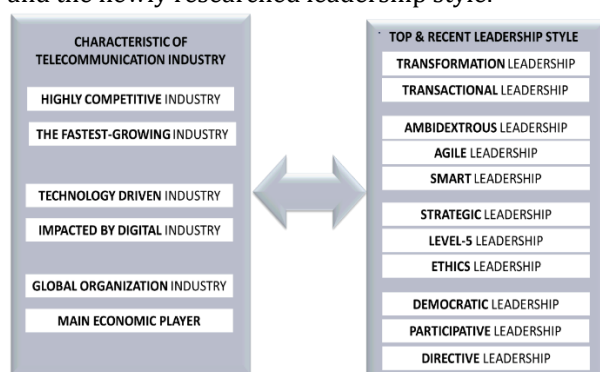 and the newly researched leadership style.
CHARACTERISTIC OF
TELECOMMUNICATION INDUSTRY
HIGHLY COMPETITIVE INDUSTRY
THE FASTEST-GROWING INDUSTRY
TECHNOLOGY DRIVEN INDUSTRY
IMPACTED BY DIGITAL INDUSTRY
GLOBAL ORGANIZATION INDUSTRY
MAIN ECONOMIC PLAYER
TOP & RECENT LEADERSHIP STYLE
TRANSFORMATION LEADERSHIP
TRANSACTIONAL LEADERSHIP
AMBIDEXTROUS LEADERSHIP
AGILE LEADERSHIP
SMART LEADERSHIP
STRATEGIC LEADERSHIP
LEVEL-5 LEADERSHIP
ETHICS LEADERSHIP
DEMOCRATIC LEADERSHIP
PARTICIPATIVE LEADERSHIP
DIRECTIVE LEADERSHIP